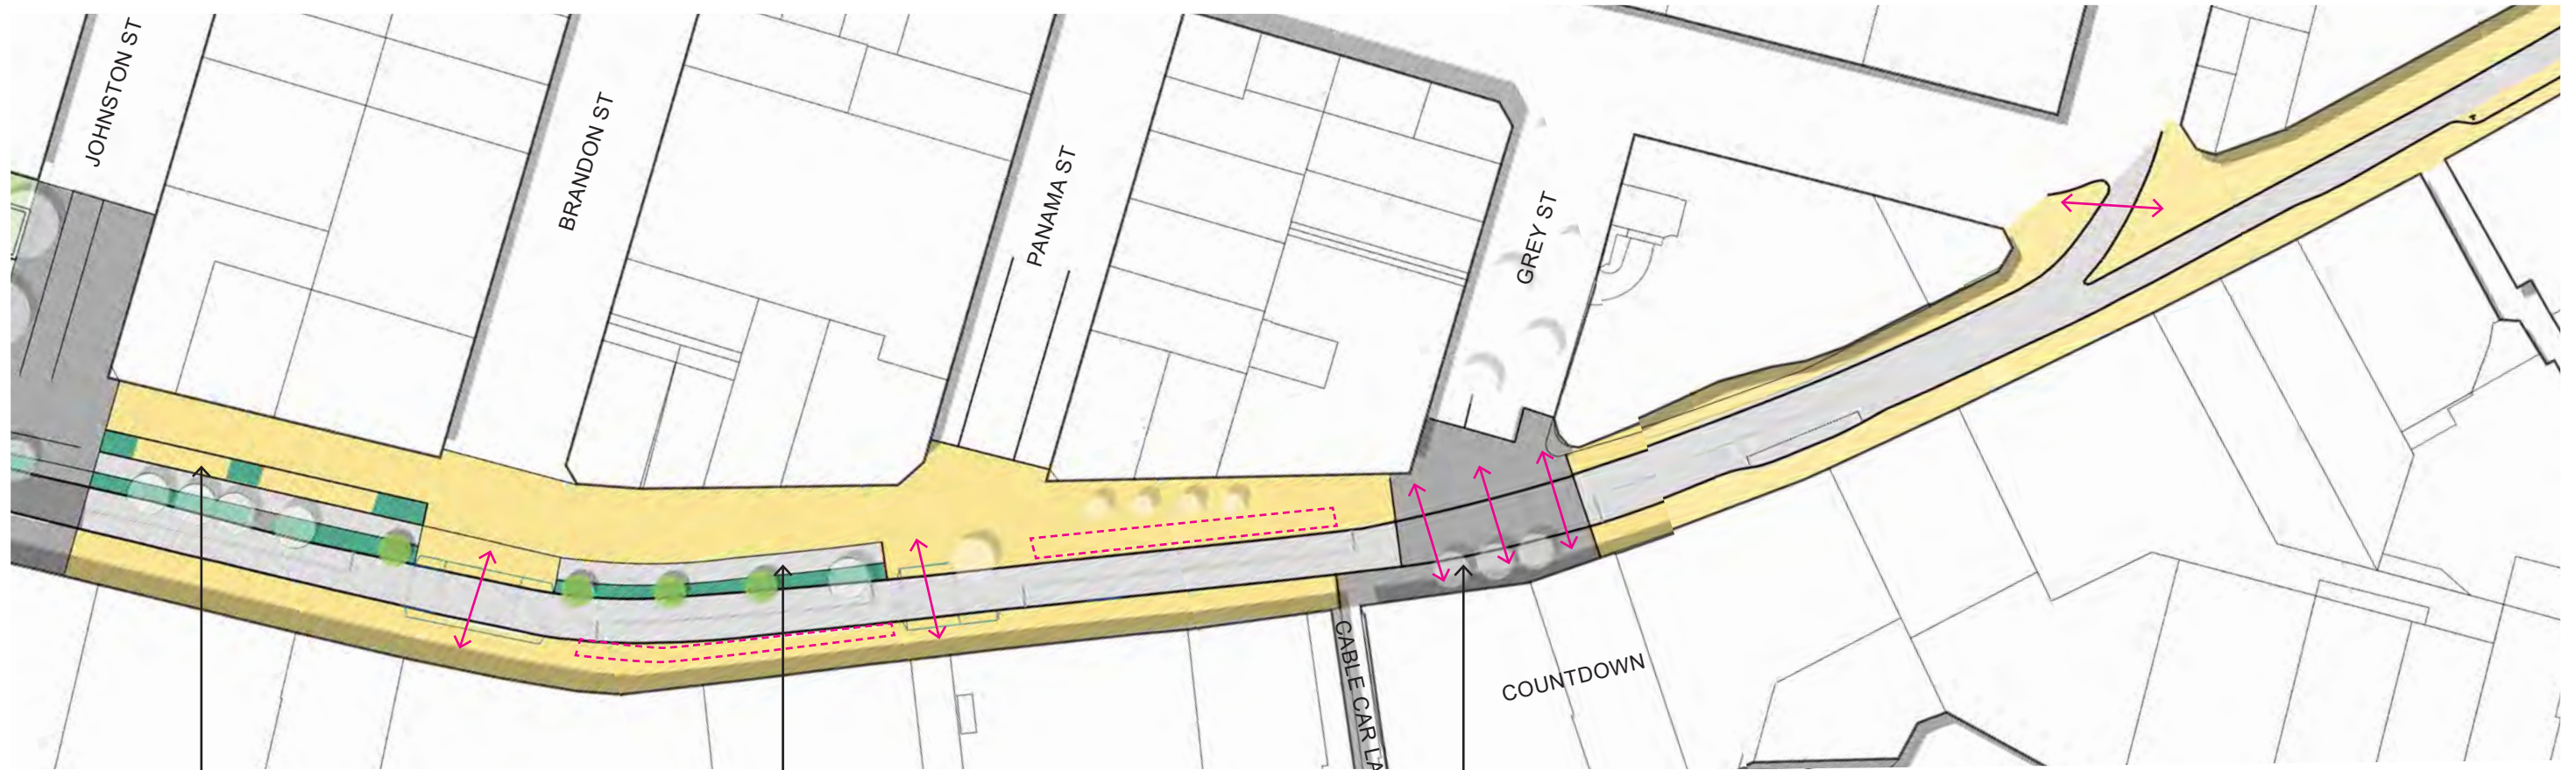 JOHNSTON ST
BRANDON ST
PANAMA ST
GREY ST
CABLE CAR LA
COUNTDOWN